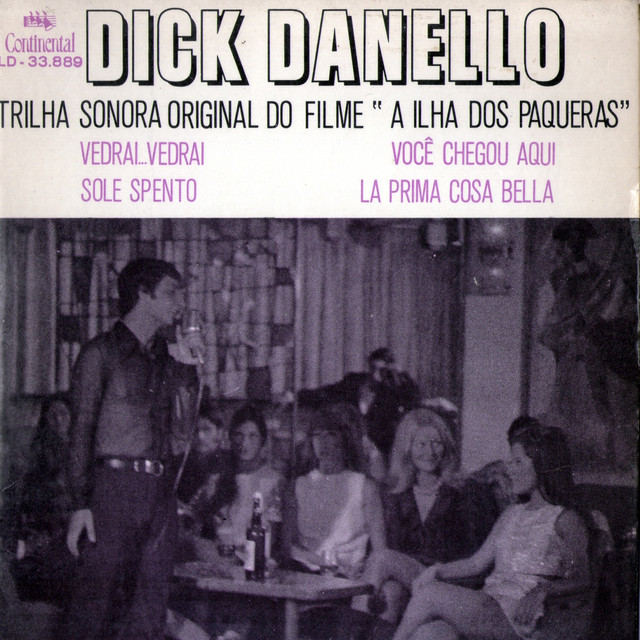 Continental
LD-33.889
DICK DANELLO
TRILHA SONORA ORIGINAL DO FILME " A ILHA DOS PAQUERAS"
VEDRAI...VEDRAI
VOCÊ CHEGOU AQUI
SOLE SPENTO
LA PRIMA COSA BELLA